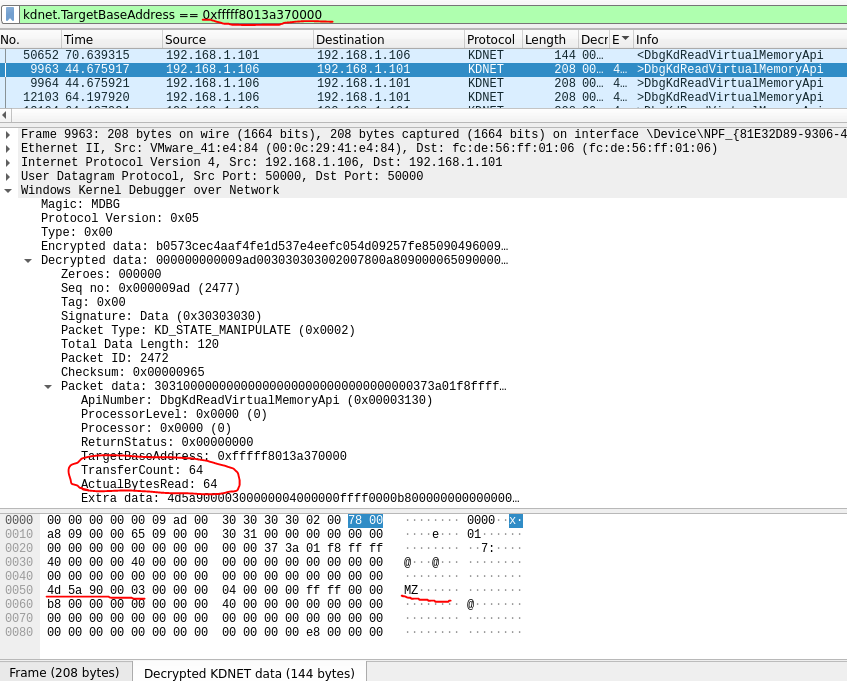 kdnet.TargetBaseAddress == 0xfffff8013a370000
No. Time Source Destination Protocol Length Decr E Info
50652 70.639315 192.168.1.101 192.168.1.106 KDNET 144 00… <DbgKdReadVirtualMemoryApi
9963 44.675917 192.168.1.106 192.168.1.101 KDNET 208 00… 4… >DbgKdReadVirtualMemoryApi
9964 44.675921 192.168.1.106 192.168.1.101 KDNET 208 00… 4… >DbgKdReadVirtualMemoryApi
12103 64.197920 192.168.1.106 192.168.1.101 KDNET 208 00… 4… >DbgKdReadVirtualMemoryApi
Frame 9963: 208 bytes on wire (1664 bits), 208 bytes captured (1664 bits) on interface \Device\NPF_{81E32D89-9306-4
Ethernet II, Src: VMware_41:e4:84 (00:0c:29:41:e4:84), Dst: fc:de:56:ff:01:06 (fc:de:56:ff:01:06)
Internet Protocol Version 4, Src: 192.168.1.106, Dst: 192.168.1.101
User Datagram Protocol, Src Port: 50000, Dst Port: 50000
Windows Kernel Debugger over Network
Magic: MDBG
Protocol Version: 0x05
Type: 0x00
Encrypted data: b0573cec4aaf4fe1d537e4eefc054d09257fe85090496009…
Decrypted data: 000000000009ad003030303002007800a809000065090000…
Zeroes: 000000
Seq no: 0x000009ad (2477)
Tag: 0x00
Signature: Data (0x30303030)
Packet Type: KD_STATE_MANIPULATE (0x0002)
Total Data Length: 120
Packet ID: 2472
Checksum: 0x00000965
Packet data: 30310000000000000000000000000000000000373a01f8ffff…
ApiNumber: DbgKdReadVirtualMemoryApi (0x00003130)
ProcessorLevel: 0x0000 (0)
Processor: 0x0000 (0)
ReturnStatus: 0x00000000
TargetBaseAddress: 0xfffff8013a370000
TransferCount: 64
ActualBytesRead: 64
Extra data: 4d5a90000300000004000000ffff0000b800000000000000…
0000 00 00 00 00 00 09 ad 00 30 30 30 30 02 00 78 00 ········ 0000··x·
0010 a8 09 00 00 65 09 00 00 30 31 00 00 00 00 00 00 ····e··· 01······
0020 00 00 00 00 00 00 00 00 00 00 37 3a 01 f8 ff ff ········ ··7:····
0030 40 00 00 00 40 00 00 00 00 00 00 00 00 00 00 00 @···@··· ········
0040 00 00 00 00 00 00 00 00 00 00 00 00 00 00 00 00 ········ ········
0050 4d 5a 90 00 03 00 00 00 04 00 00 00 ff ff 00 00 MZ······ ········
0060 b8 00 00 00 00 00 00 00 40 00 00 00 00 00 00 00 ········ @·······
0070 00 00 00 00 00 00 00 00 00 00 00 00 00 00 00 00 ········ ········
0080 00 00 00 00 00 00 00 00 00 00 00 00 e8 00 00 00 ········ ········
Frame (208 bytes) Decrypted KDNET data (144 bytes)